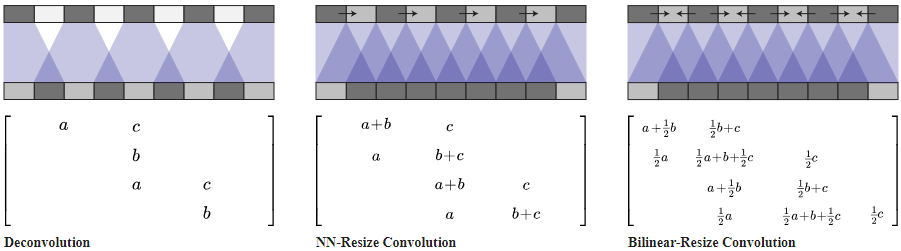 a c
b
a c
b
Deconvolution
a+b c
a b+c
a+b c
a b+c
NN-Resize Convolution
a+½b ½b+c
½a ½a+b+½c ½c
a+½b ½b+c
½a ½a+b+½c ½c
Bilinear-Resize Convolution